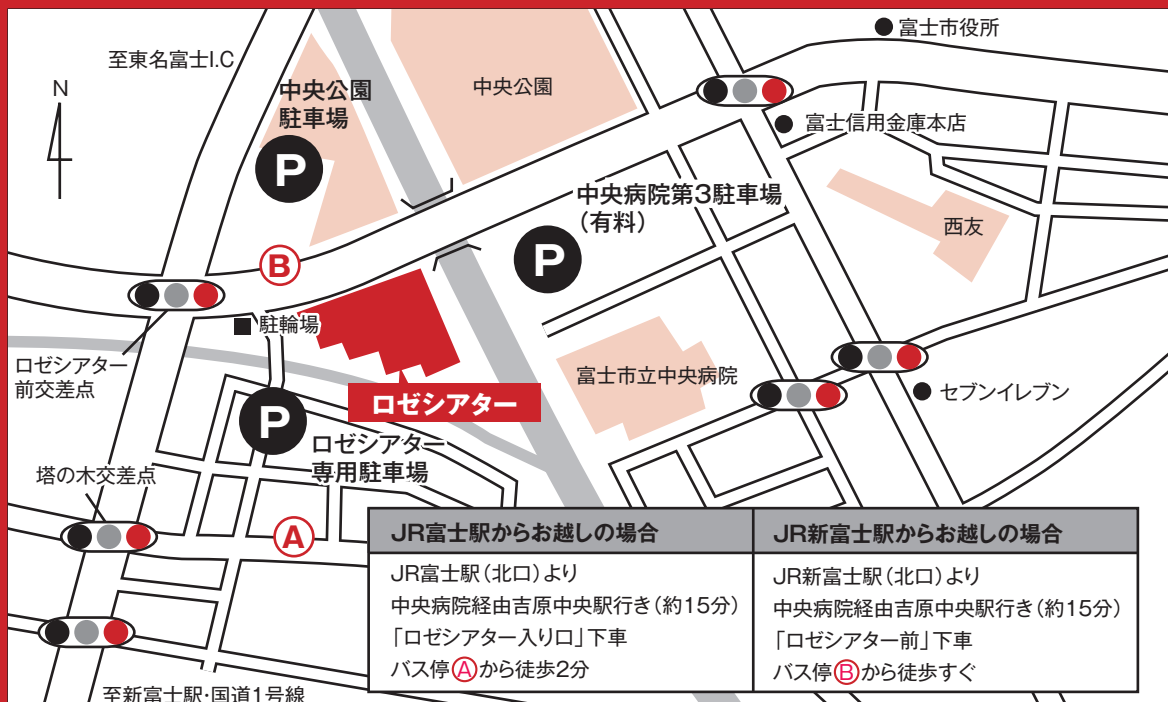 至東名富士I.C
N
中央公園
駐車場
P
中央公園
富士市役所
富士信用金庫本店
中央病院第3駐車場
(有料)
P
西友
B
駐輪場
ロゼシアター
前交差点
ロゼシアター
富士市立中央病院
セブンイレブン
P
ロゼシアター
専用駐車場
塔の木交差点
A
至新富士駅・国道1号線
JR富士駅からお越しの場合
JR富士駅(北口)より
中央病院経由吉原中央駅行き(約15分)
「ロゼシアター入り口」下車
バス停Ⓐから徒歩2分
JR新富士駅からお越しの場合
JR新富士駅(北口)より
中央病院経由吉原中央駅行き(約15分)
「ロゼシアター前」下車
バス停Ⓑから徒歩すぐ